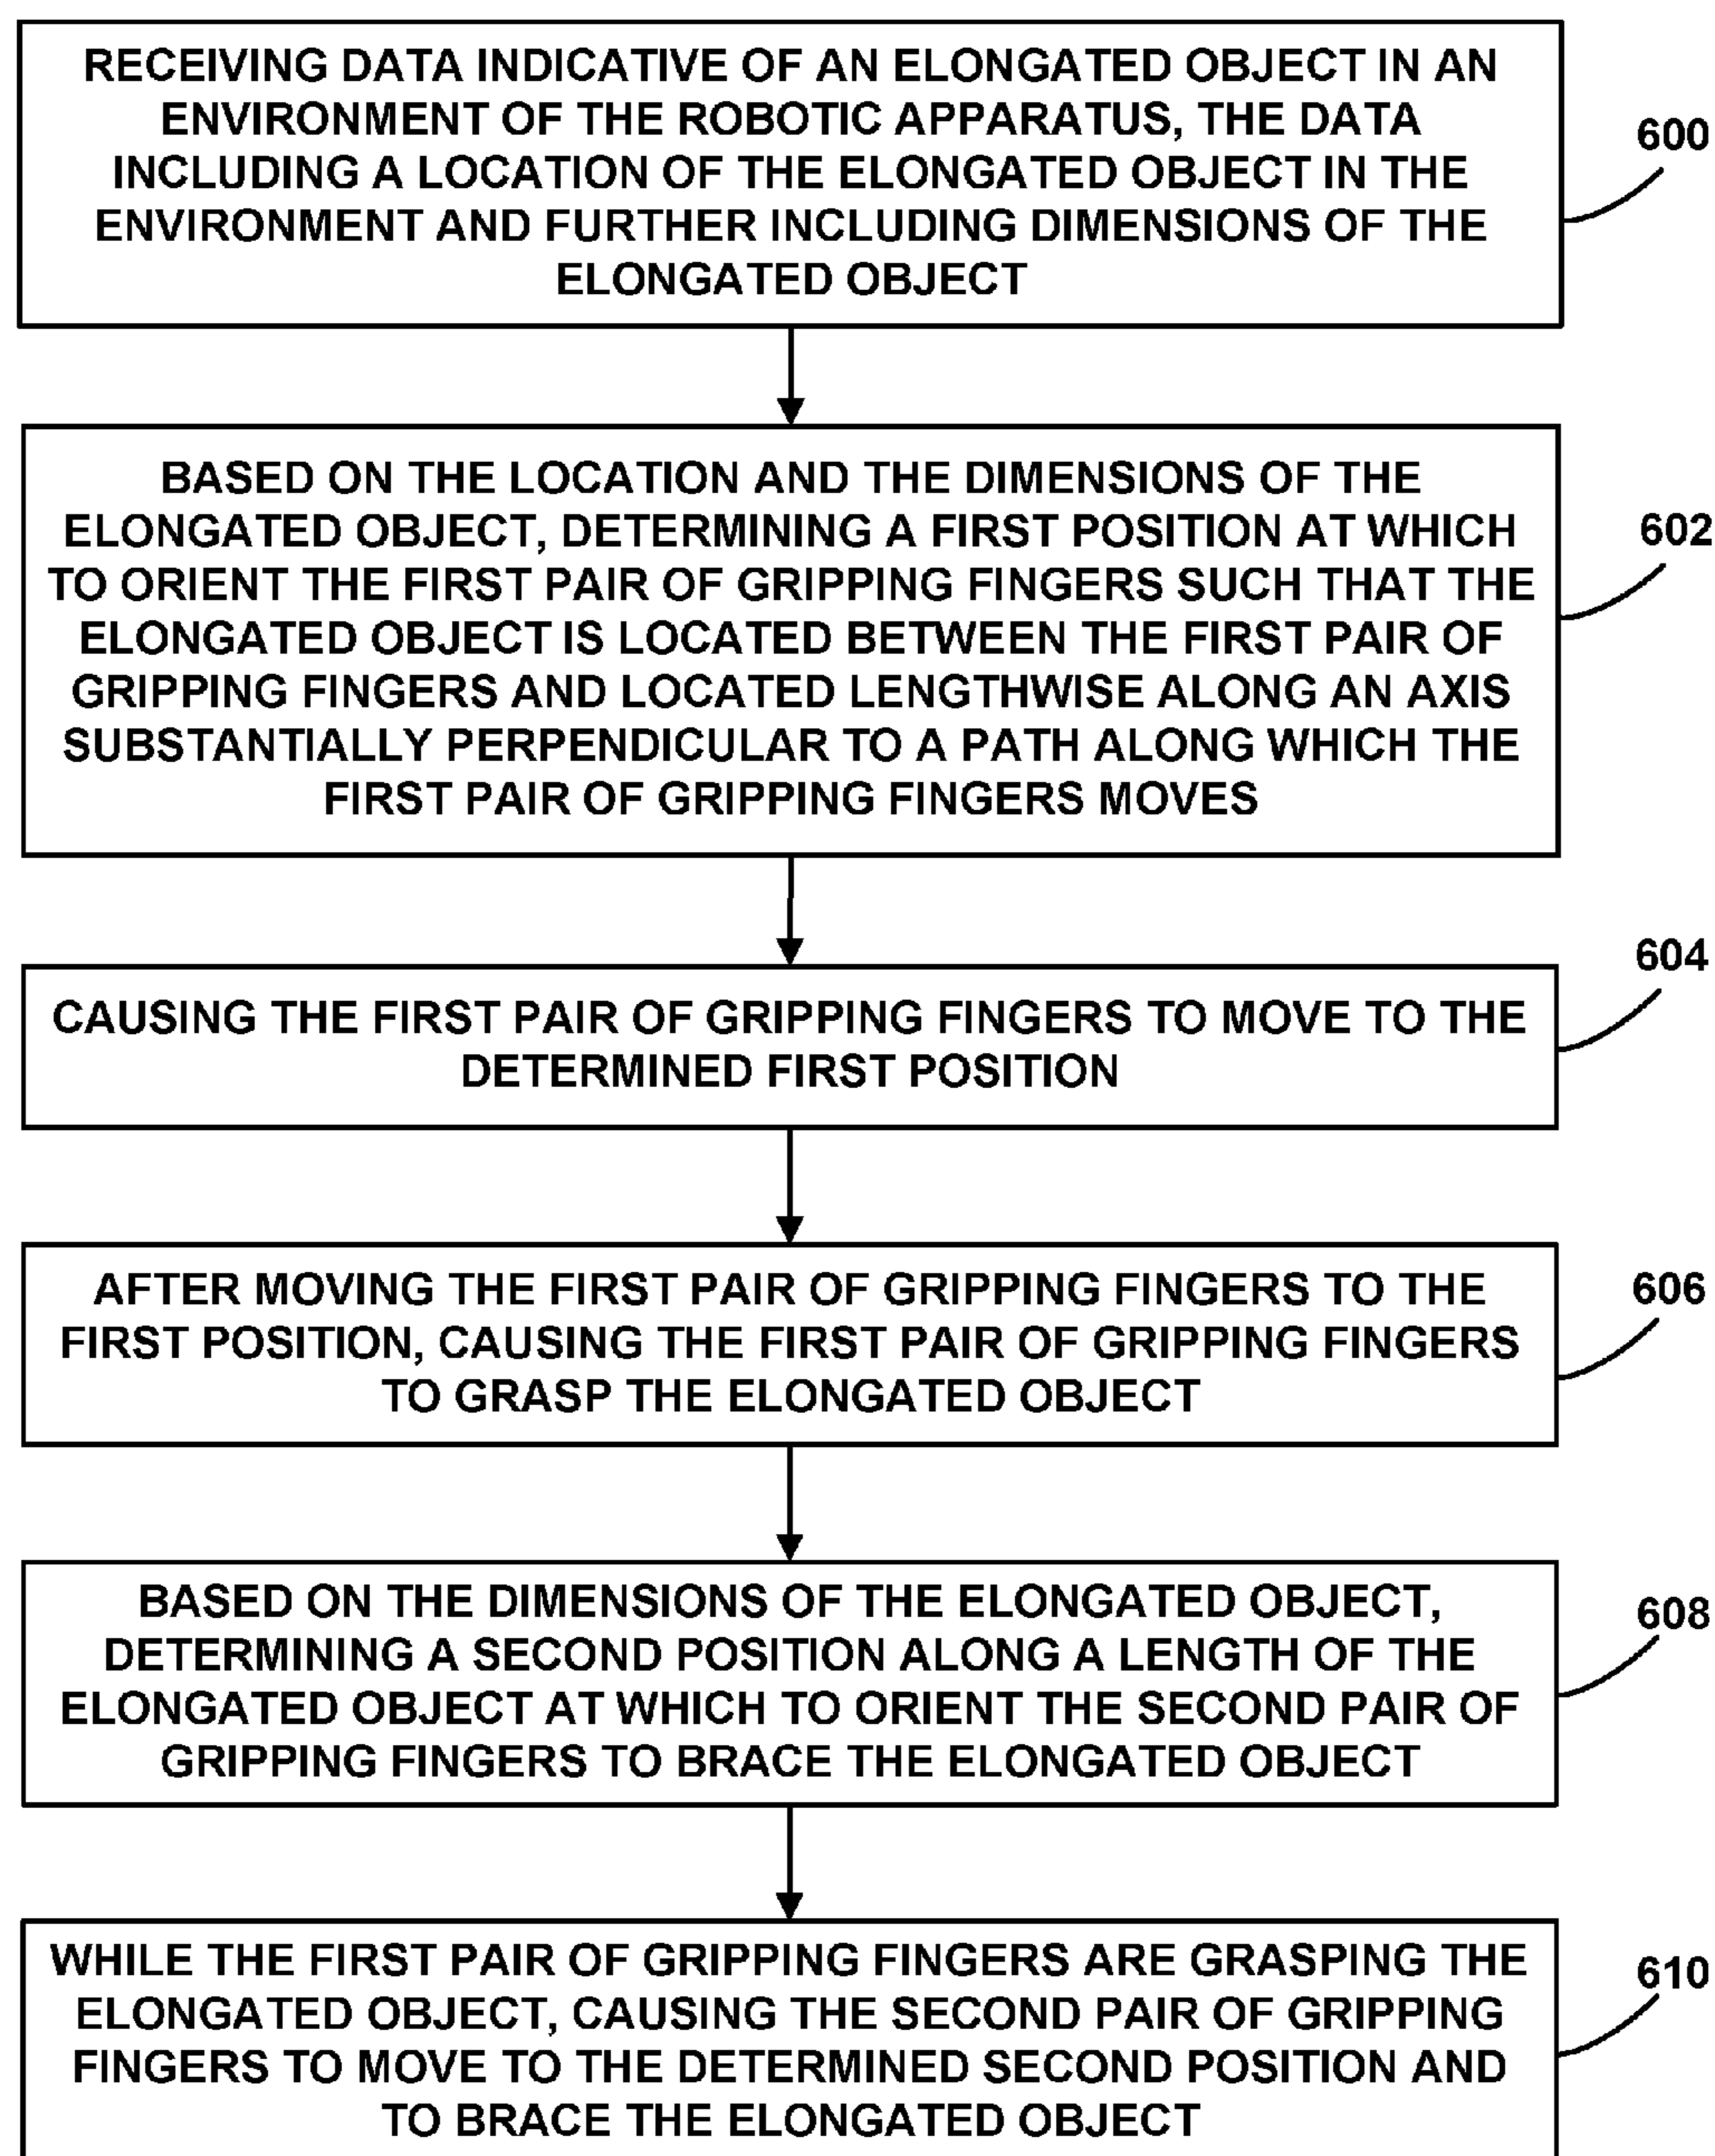 RECEIVING DATA INDICATIVE OF AN ELONGATED OBJECT IN AN
ENVIRONMENT OF THE ROBOTIC APPARATUS, THE DATA
INCLUDING A LOCATION OF THE ELONGATED OBJECT IN THE
ENVIRONMENT AND FURTHER INCLUDING DIMENSIONS OF THE
ELONGATED OBJECT
600
BASED ON THE LOCATION AND THE DIMENSIONS OF THE
ELONGATED OBJECT, DETERMINING A FIRST POSITION AT WHICH
TO ORIENT THE FIRST PAIR OF GRIPPING FINGERS SUCH THAT THE
ELONGATED OBJECT IS LOCATED BETWEEN THE FIRST PAIR OF
GRIPPING FINGERS AND LOCATED LENGTHWISE ALONG AN AXIS
SUBSTANTIALLY PERPENDICULAR TO A PATH ALONG WHICH THE
FIRST PAIR OF GRIPPING FINGERS MOVES
602
CAUSING THE FIRST PAIR OF GRIPPING FINGERS TO MOVE TO THE
DETERMINED FIRST POSITION
604
AFTER MOVING THE FIRST PAIR OF GRIPPING FINGERS TO THE
FIRST POSITION, CAUSING THE FIRST PAIR OF GRIPPING FINGERS
TO GRASP THE ELONGATED OBJECT
606
BASED ON THE DIMENSIONS OF THE ELONGATED OBJECT,
DETERMINING A SECOND POSITION ALONG A LENGTH OF THE
ELONGATED OBJECT AT WHICH TO ORIENT THE SECOND PAIR OF
GRIPPING FINGERS TO BRACE THE ELONGATED OBJECT
608
WHILE THE FIRST PAIR OF GRIPPING FINGERS ARE GRASPING THE
ELONGATED OBJECT, CAUSING THE SECOND PAIR OF GRIPPING
FINGERS TO MOVE TO THE DETERMINED SECOND POSITION AND
TO BRACE THE ELONGATED OBJECT
610